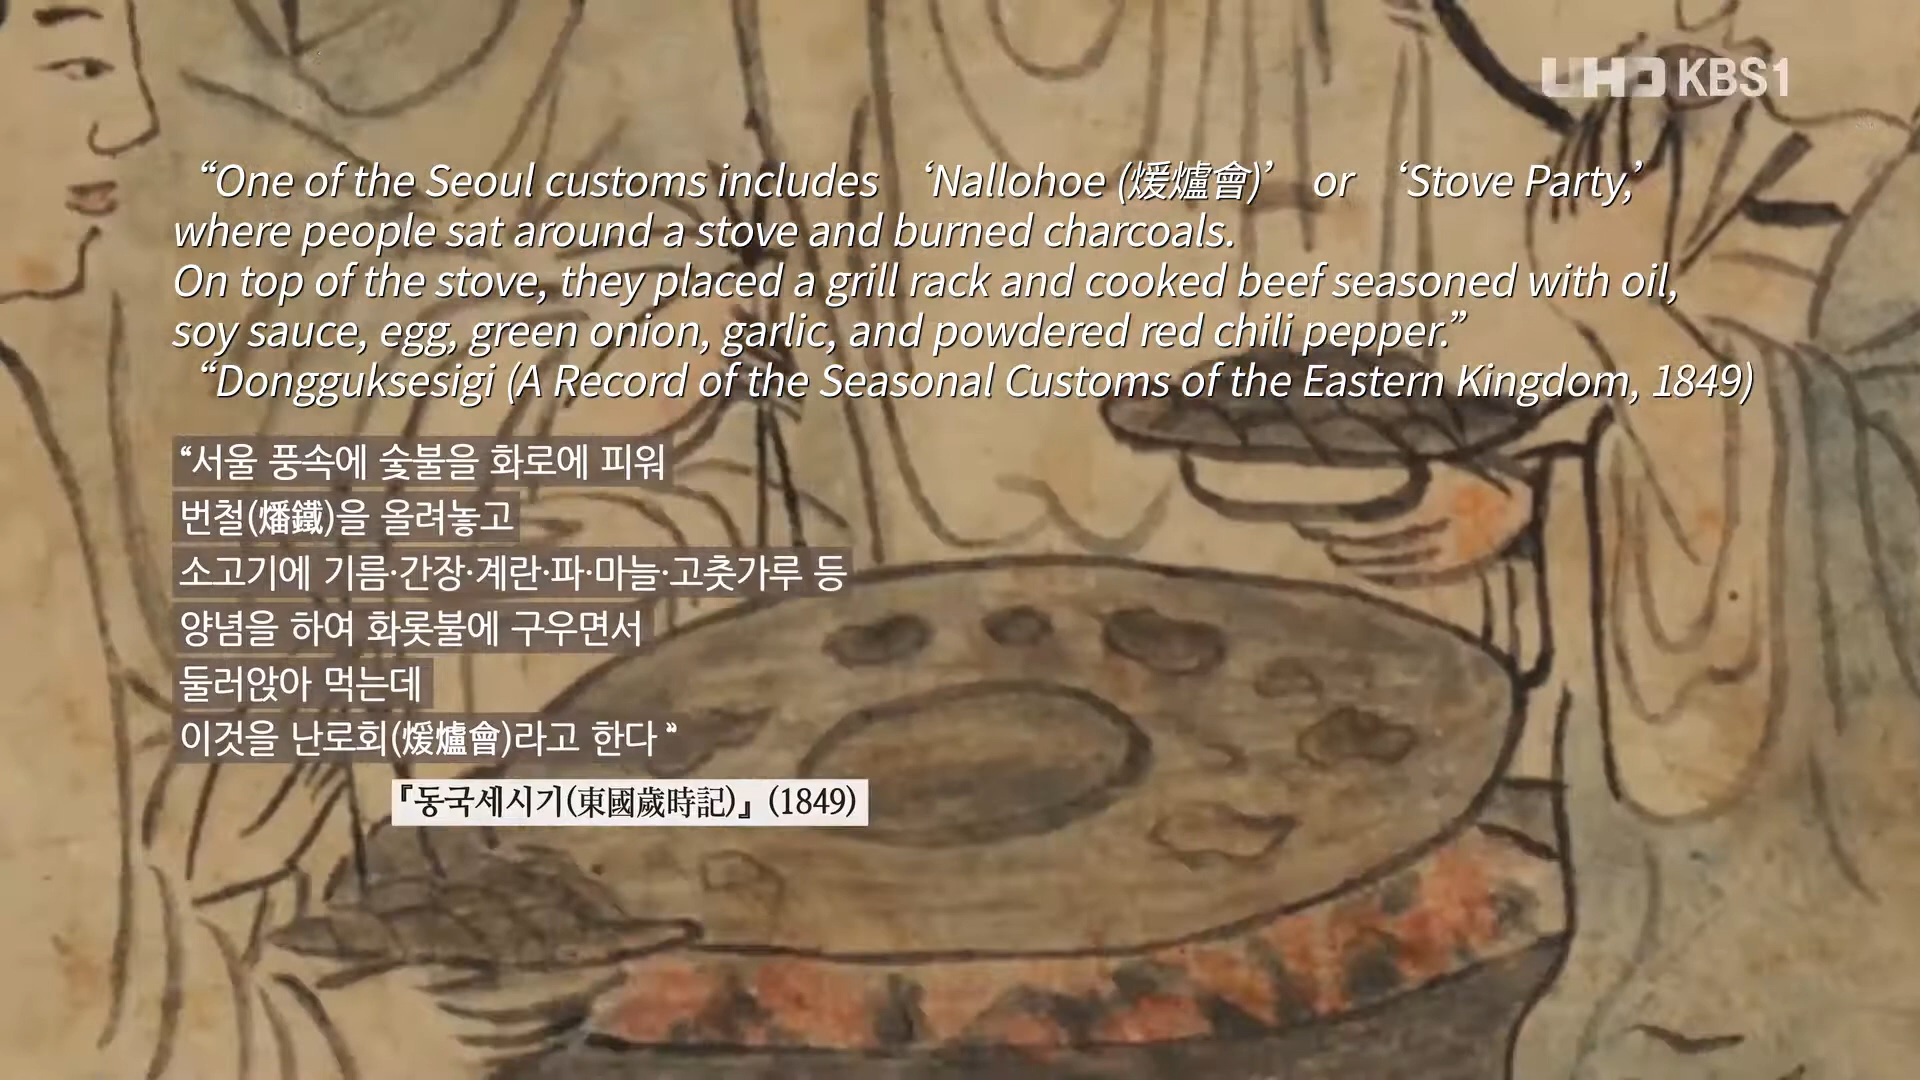 UHD KBS1
“One of the Seoul customs includes ‘Nallohoe (煖爐會)’ or ‘Stove Party,’
where people sat around a stove and burned charcoals.
On top of the stove, they placed a grill rack and cooked beef seasoned with oil,
soy sauce, egg, green onion, garlic, and powdered red chili pepper.”
“Dongguksesigi (A Record of the Seasonal Customs of the Eastern Kingdom, 1849)
“서울 풍속에 숯불을 화로에 피워
번철(燔鐵)을 올려놓고
소고기에 기름·간장·계란·파·마늘·고춧가루 등
양념을 하여 화롯불에 구우면서
둘러앉아 먹는데
이것을 난로회(煖爐會)라고 한다 ”
『동국세시기(東國歲時記)』 (1849)